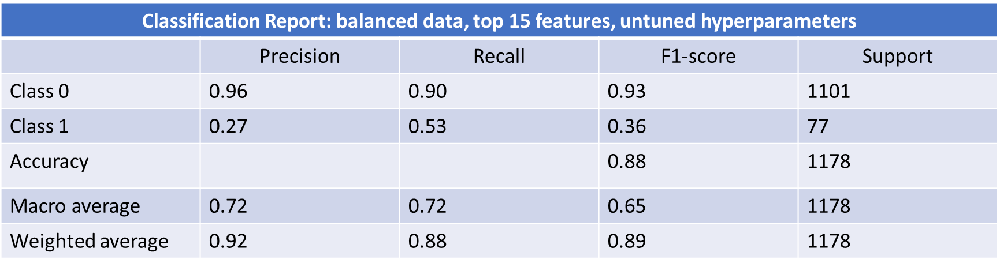 Classification Report: balanced data, top 15 features, untuned hyperparameters
Precision Recall F1-score Support
Class 0 0.96 0.90 0.93 1101
Class 1 0.27 0.53 0.36 77
Accuracy 0.88 1178
Macro average 0.72 0.72 0.65 1178
Weighted average 0.92 0.88 0.89 1178